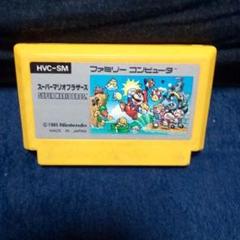 HVC-SM
ファミリー コンピュータ
スーパーマリオブラザーズ
SUPER MARIO BROS.
©1985 Nintendo
MADE IN JAPAN